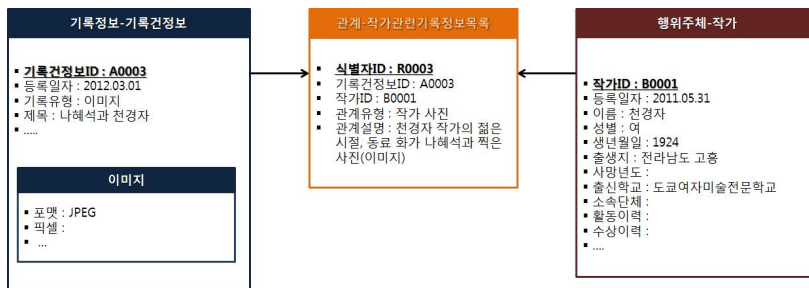 기록정보-기록건정보
▪ 기록건정보ID : A0003
▪ 등록일자 : 2012.03.01
▪ 기록유형 : 이미지
▪ 제목 : 나혜석과 천경자
▪ .....
이미지
▪ 포맷 : JPEG
▪ 픽셀 :
▪ ...
관계-작가관련기록정보목록
▪ 식별자ID : R0003
▪ 기록건정보ID : A0003
▪ 작가ID : B0001
▪ 관계유형 : 작가 사진
▪ 관계설명 : 천경자 작가의 젊은
시절, 동료 화가 나혜석과 찍은
사진(이미지)
행위주체-작가
▪ 작가ID : B0001
▪ 등록일자 : 2011.05.31
▪ 이름 : 천경자
▪ 성별 : 여
▪ 생년월일 : 1924
▪ 출생지 : 전라남도 고흥
▪ 사망년도 :
▪ 출신학교 : 도쿄여자미술전문학교
▪ 소속단체 :
▪ 활동이력 :
▪ 수상이력 :
▪ ....